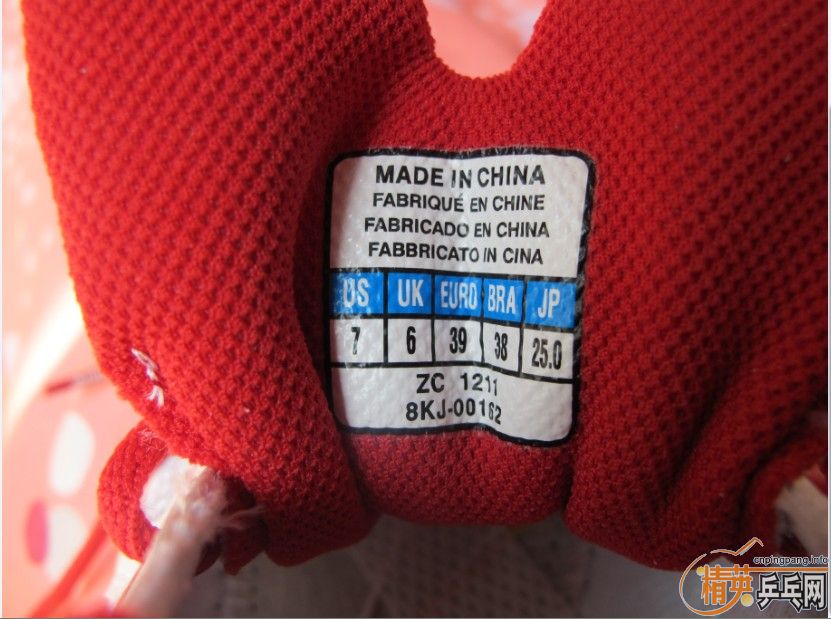 MADE IN CHINA
FABRIQUÉ EN CHINE
FABRICADO EN CHINA
FABBRICATO IN CINA
US UK EURO BRA JP
7 6 39 38 25.0
ZC 1211
8KJ-00162
cnpingpang.info
精英乒乓网